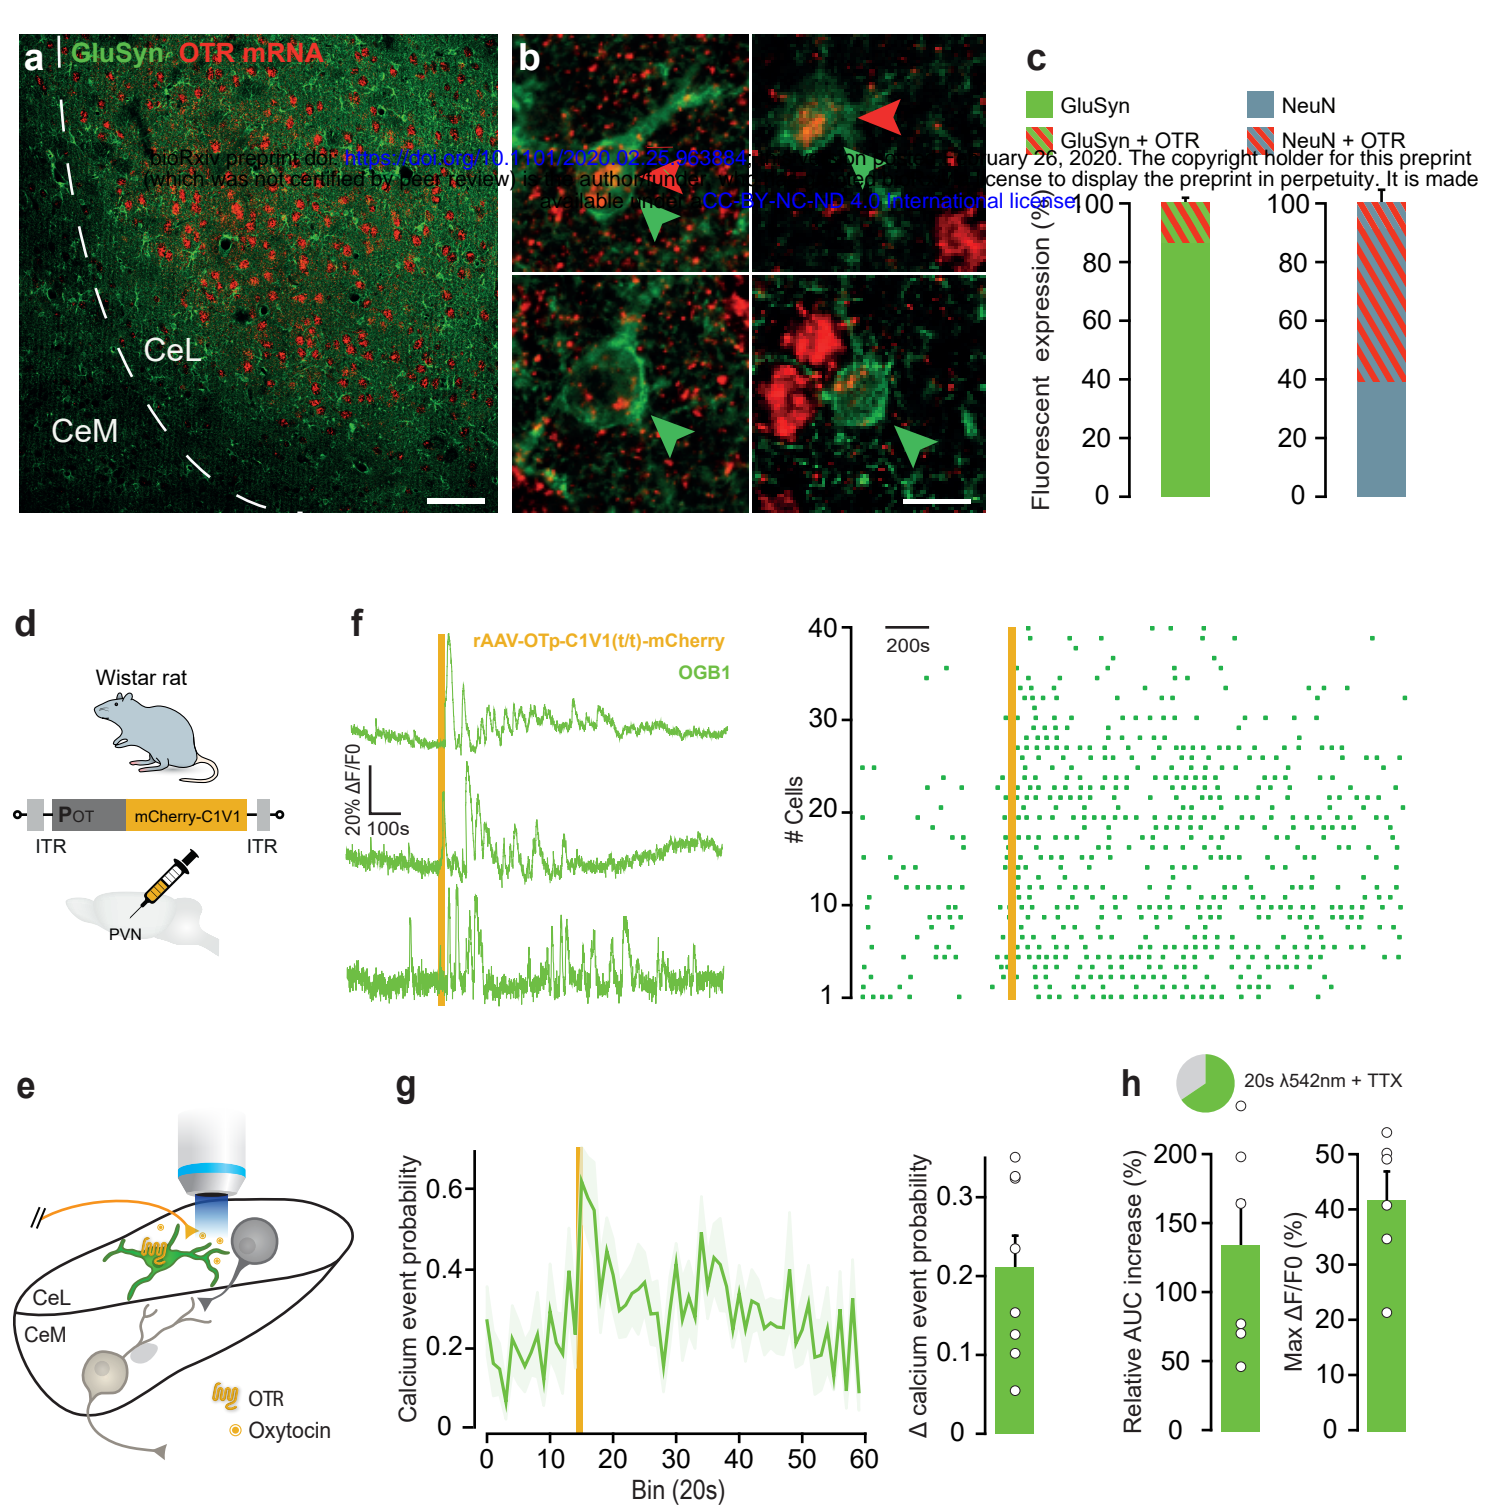 a
GluSyn OTR mRNA
CeL
CeM
b
c
GluSyn
NeuN
GluSyn + OTR
NeuN + OTR
bioRxiv preprint doi: https://doi.org/10.1101/2020.02.25.963884;
uary 26, 2020. The copyright holder for this preprint
(which was not certified by peer review) is
author/funder
cense to display the preprint in perpetuity. It is made
available under
CC-BY-NC-ND 4.0 International license
Fluorescent expression (%)
100
80
60
40
20
0
100
80
60
40
20
0
d
Wistar rat
POT
mCherry-C1V1
ITR
ITR
PVN
f
rAAV-OTp-C1V1(t/t)-mCherry
OGB1
20% ΔF/F0
100s
# Cells
40
30
20
10
1
200s
e
CeL
CeM
OTR
Oxytocin
g
Calcium event probability
0.6
0.4
0.2
0
0 10 20 30 40 50 60
Bin (20s)
Δ calcium event probability
0.3
0.2
0.1
0
h
20s λ542nm + TTX
Relative AUC increase (%)
200
150
100
50
0
Max ΔF/F0 (%)
50
40
30
20
10
0